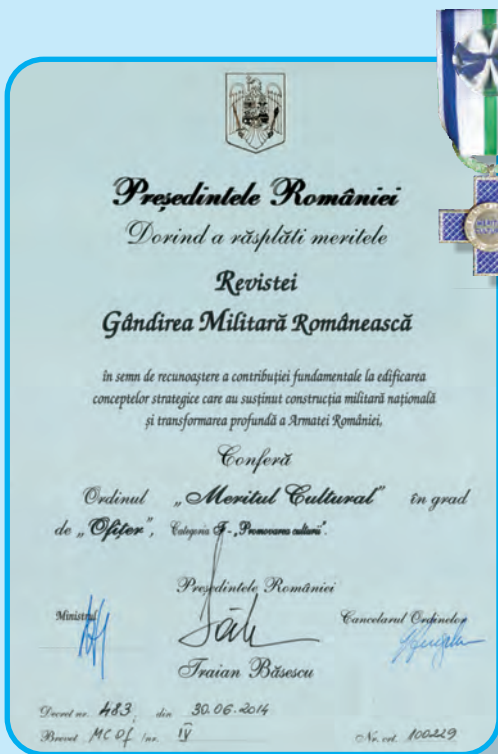 Președintele României
Dorind a răsplăti meritele
Revistei
Gândirea Militară Românească
în semn de recunoaștere a contribuției fundamentale la edificarea
conceptelor strategice care au susținut construcția militară națională
și transformarea profundă a Armatei României,
Conferă
Ordinul „Meritul Cultural” în grad
de „Ofițer”, Categoria - „Promovarea culturii”.
Președintele României
Ministrul
Cancelarul Ordinelor
Traian Băsescu
Decret nr. 483, din 30.06.2014
Brevet MCOf nr. IV
Nr. crt. 100229